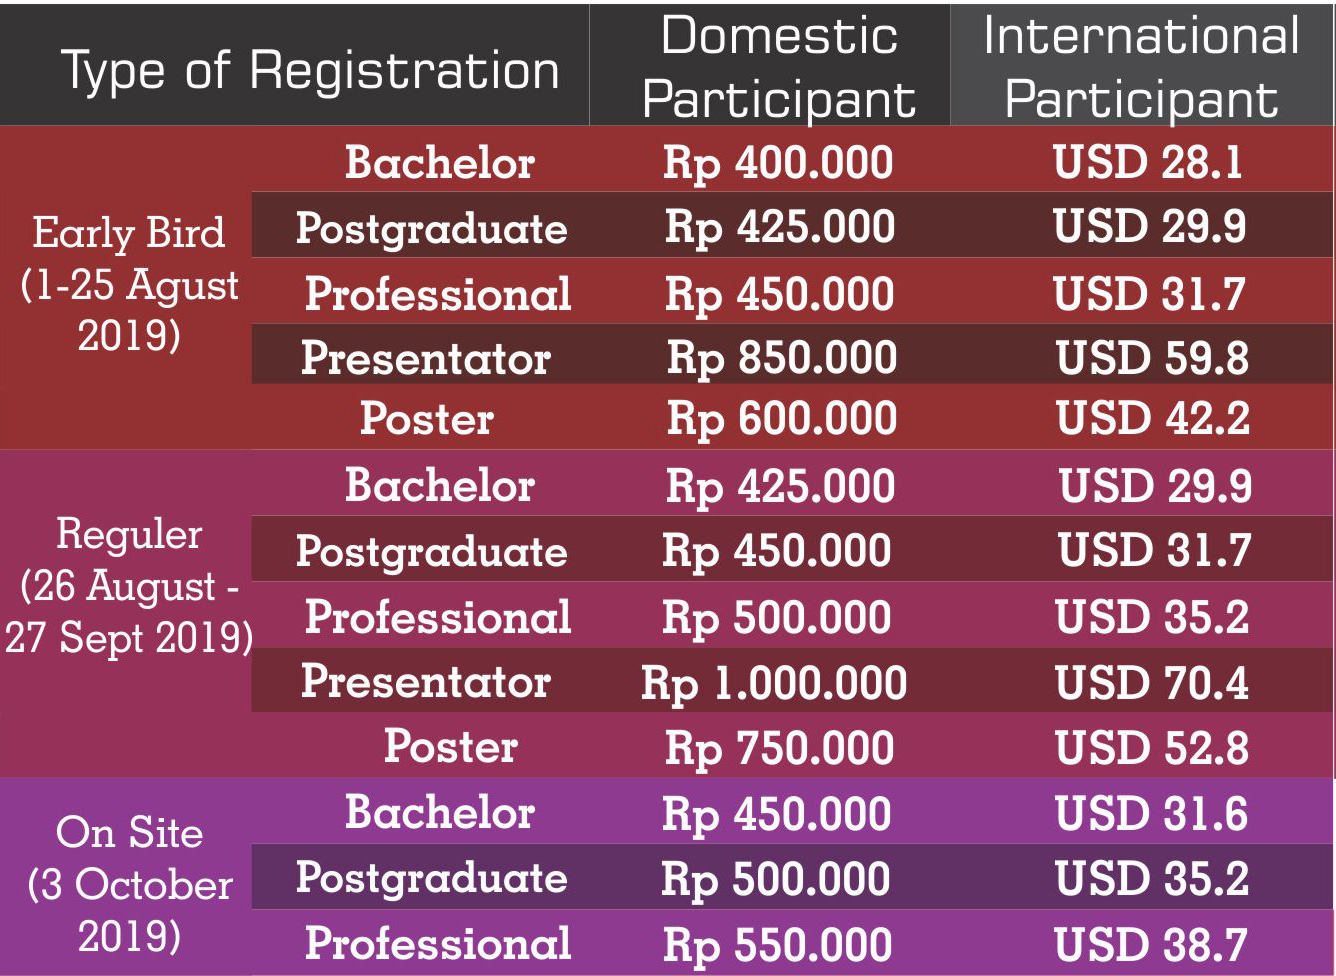 Type of Registration
Domestic
Participant
International
Participant
Early Bird
(1-25 Agust
2019)
Bachelor Rp 400.000 USD 28.1
Postgraduate Rp 425.000 USD 29.9
Professional Rp 450.000 USD 31.7
Presentator Rp 850.000 USD 59.8
Poster Rp 600.000 USD 42.2
Reguler
(26 August -
27 Sept 2019)
Bachelor Rp 425.000 USD 29.9
Postgraduate Rp 450.000 USD 31.7
Professional Rp 500.000 USD 35.2
Presentator Rp 1.000.000 USD 70.4
Poster Rp 750.000 USD 52.8
On Site
(3 October
2019)
Bachelor Rp 450.000 USD 31.6
Postgraduate Rp 500.000 USD 35.2
Professional Rp 550.000 USD 38.7